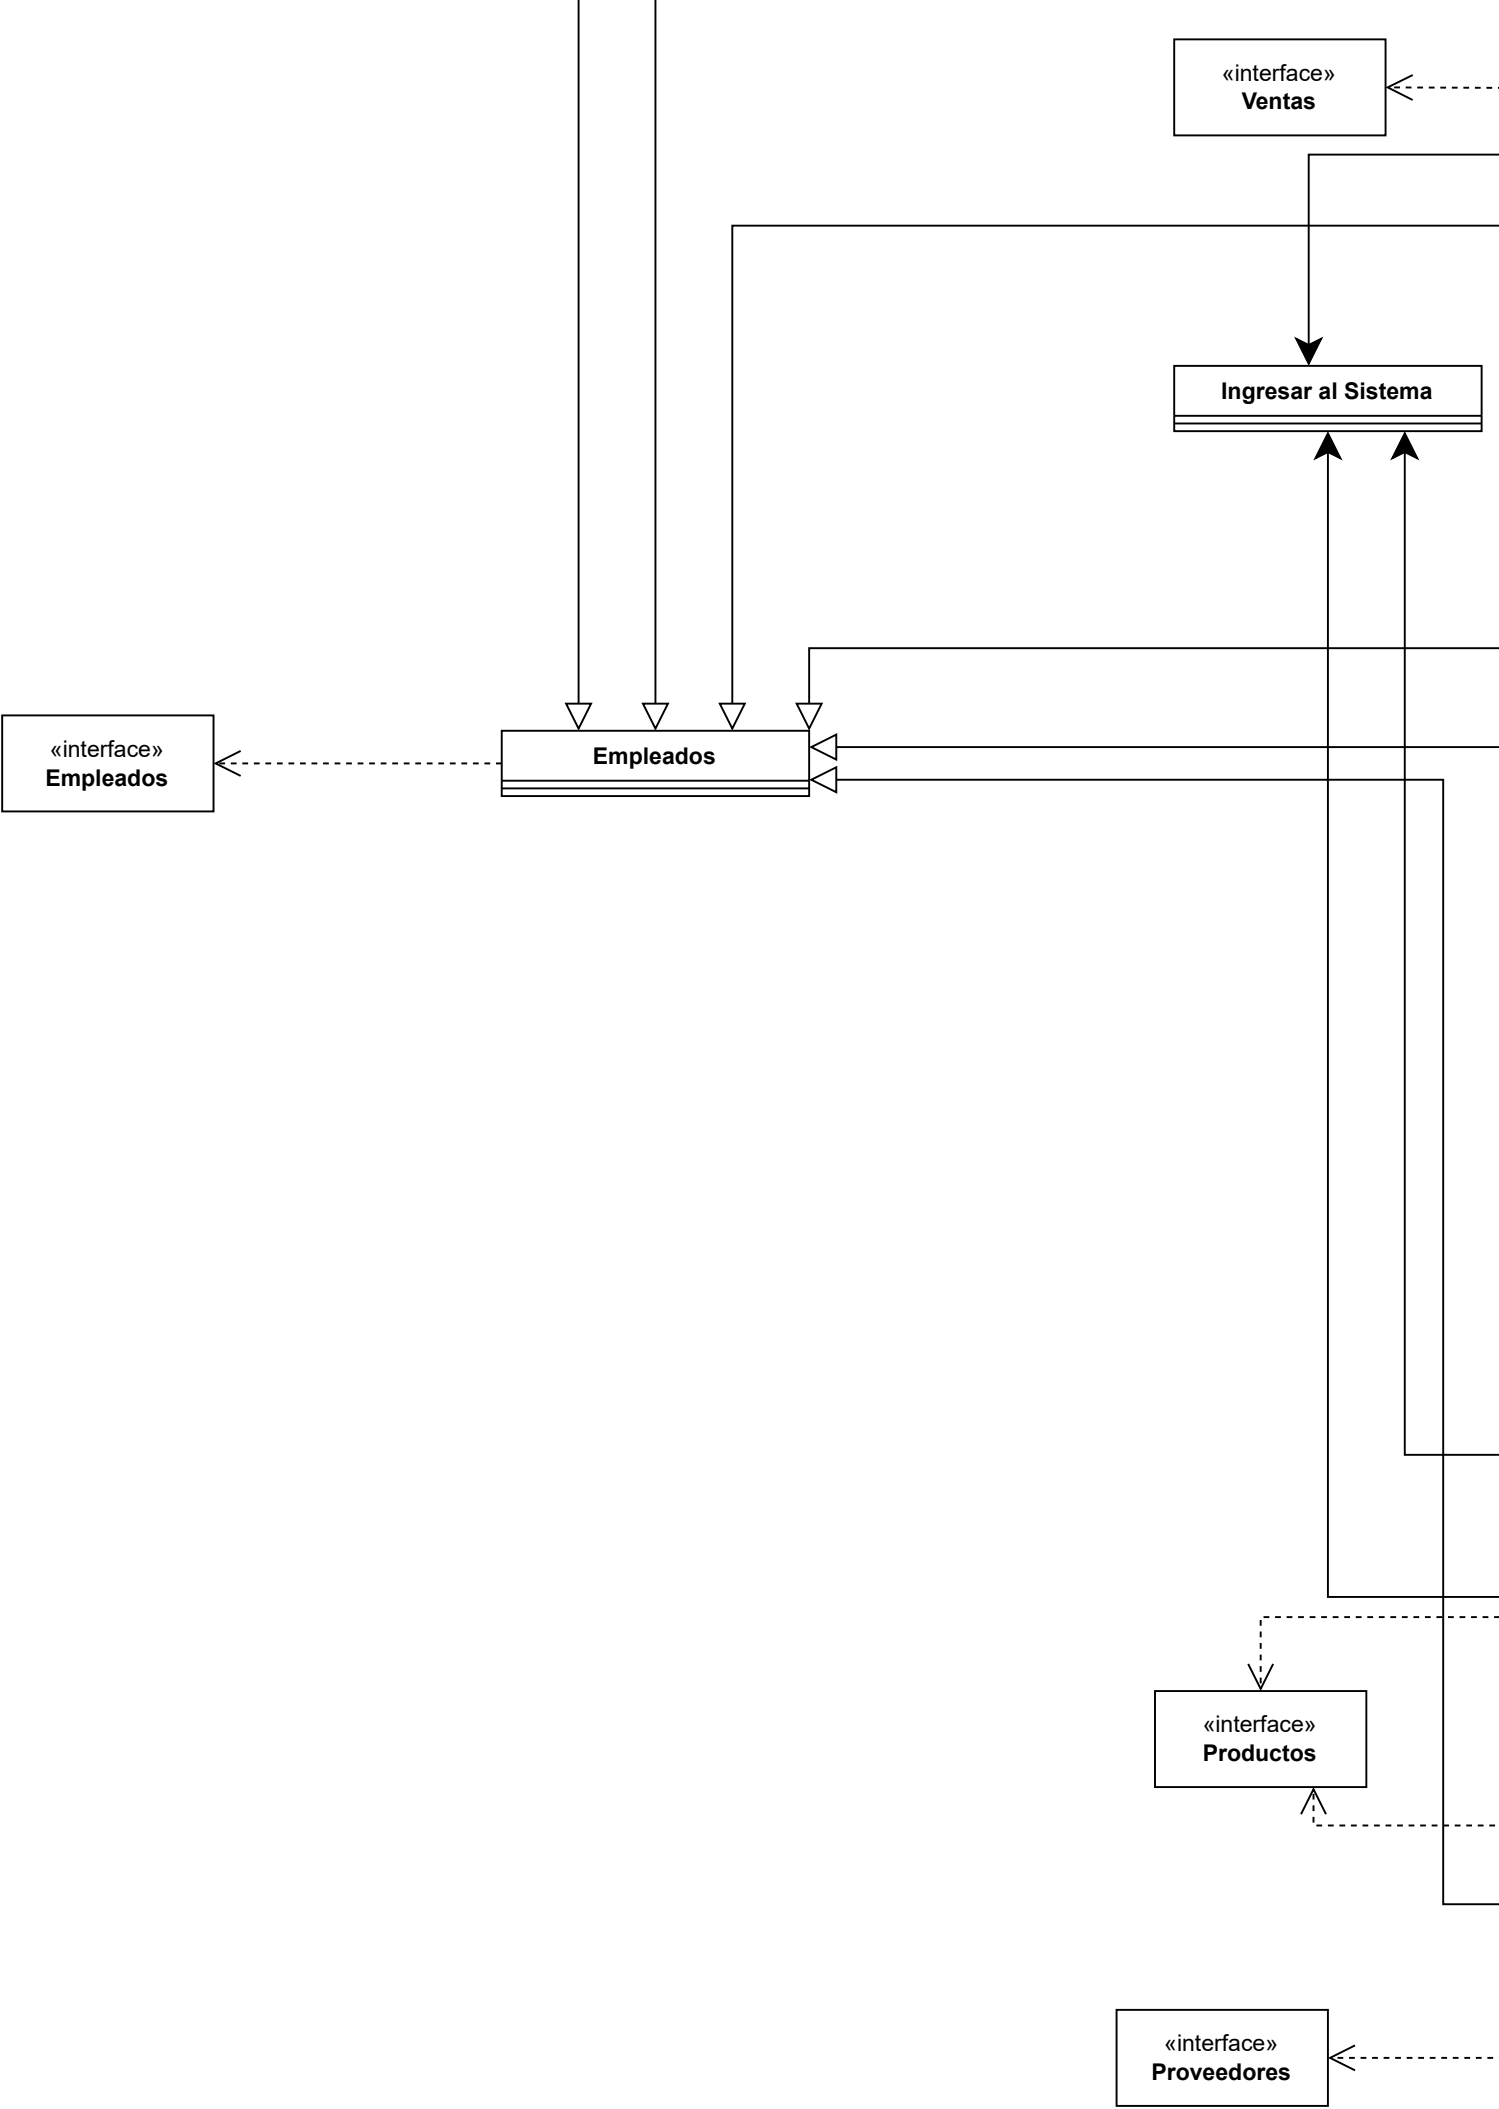 «interface»
Ventas
Ingresar al Sistema
«interface»
Empleados
Empleados
«interface»
Productos
«interface»
Proveedores